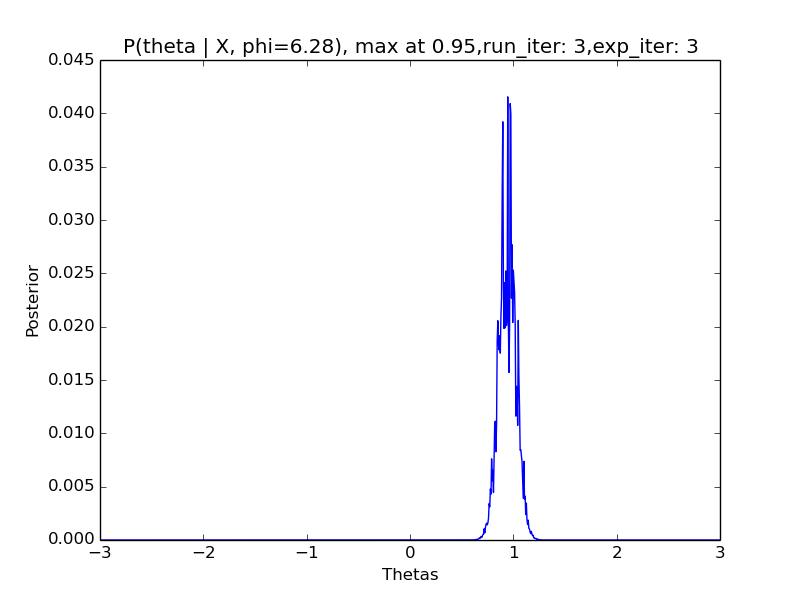 P(theta | X, phi=6.28), max at 0.95,run_iter: 3,exp_iter: 3
0.045
0.040
0.035
0.030
0.025
0.020
0.015
0.010
0.005
0.000
Posterior
−3 −2 −1 0 1 2 3
Thetas